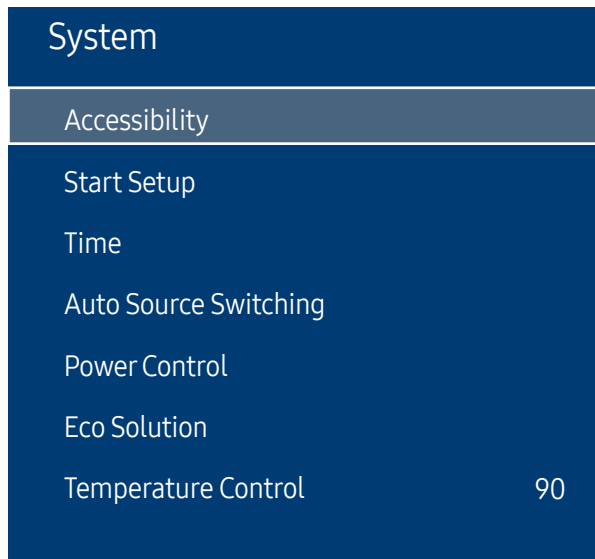 System
Accessibility
Start Setup
Time
Auto Source Switching
Power Control
Eco Solution
Temperature Control 90